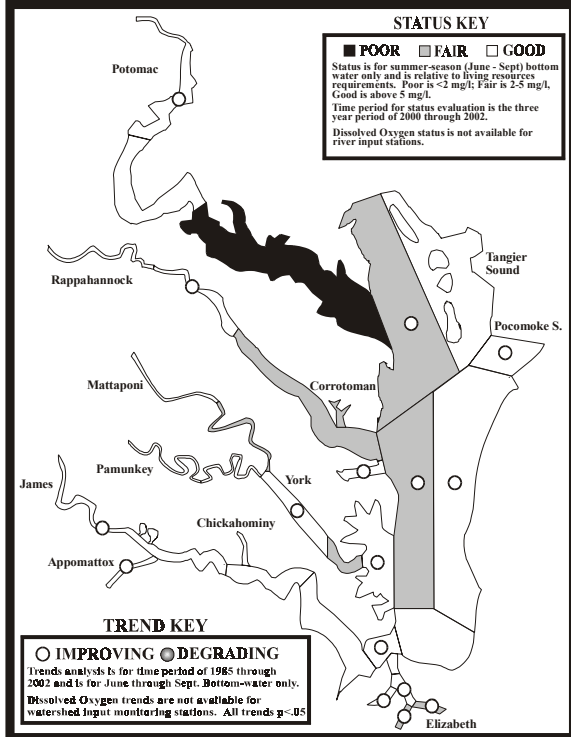 STATUS KEY
POOR FAIR GOOD
Status is for summer-season (June - Sept) bottom
water only and is relative to living resources
requirements. Poor is <2 mg/l; Fair is 2-5 mg/l,
Good is above 5 mg/l.
Time period for status evaluation is the three
year period of 2000 through 2002.
Dissolved Oxygen status is not available for
river input stations.
Potomac
Tangier
Sound
Rappahannock
Pocomoke S.
Mattaponi
Corrotoman
Pamunkey
York
James
Chickahominy
Appomattox
TREND KEY
IMPROVING DEGRADING
Trends analysis is for time period of 1985 through
2002 and is for June through Sept. Bottom-water only.
Dissolved Oxygen trends are not available for
watershed input monitoring stations. All trends p<.05
Elizabeth